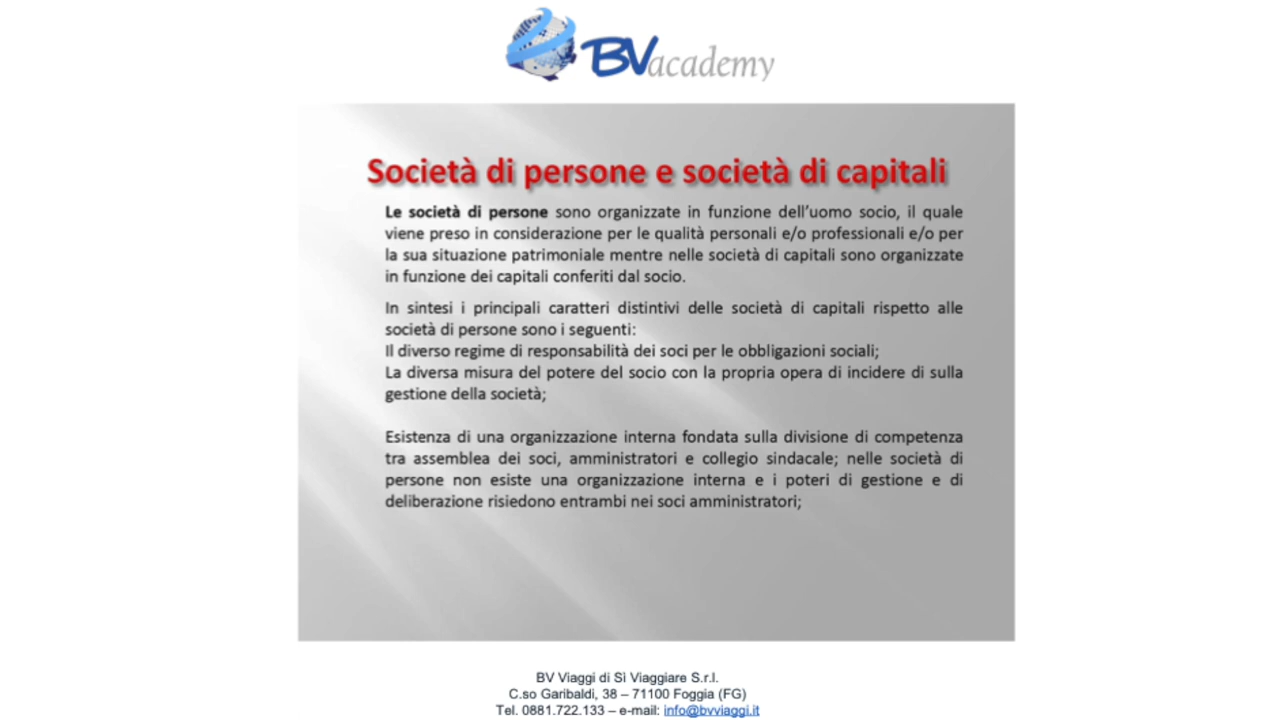 BVacademy
Società di persone e società di capitali
Le società di persone sono organizzate in funzione dell'uomo socio, il quale
viene preso in considerazione per le qualità personali e/o professionali e/o per
la sua situazione patrimoniale mentre nelle società di capitali sono organizzate
in funzione dei capitali conferiti dal socio.
In sintesi i principali caratteri distintivi delle società di capitali rispetto alle
società di persone sono i seguenti:
Il diverso regime di responsabilità dei soci per le obbligazioni sociali;
La diversa misura del potere del socio con la propria opera di incidere di sulla
gestione della società;
Esistenza di una organizzazione interna fondata sulla divisione di competenza
tra assemblea dei soci, amministratori e collegio sindacale; nelle società di
persone non esiste una organizzazione interna e i poteri di gestione e di
deliberazione risiedono entrambi nei soci amministratori;
BV Viaggi di Sì Viaggiare S.r.l.
C.so Garibaldi, 38 – 71100 Foggia (FG)
Tel. 0881.722.133 – e-mail: info@bvviaggi.it